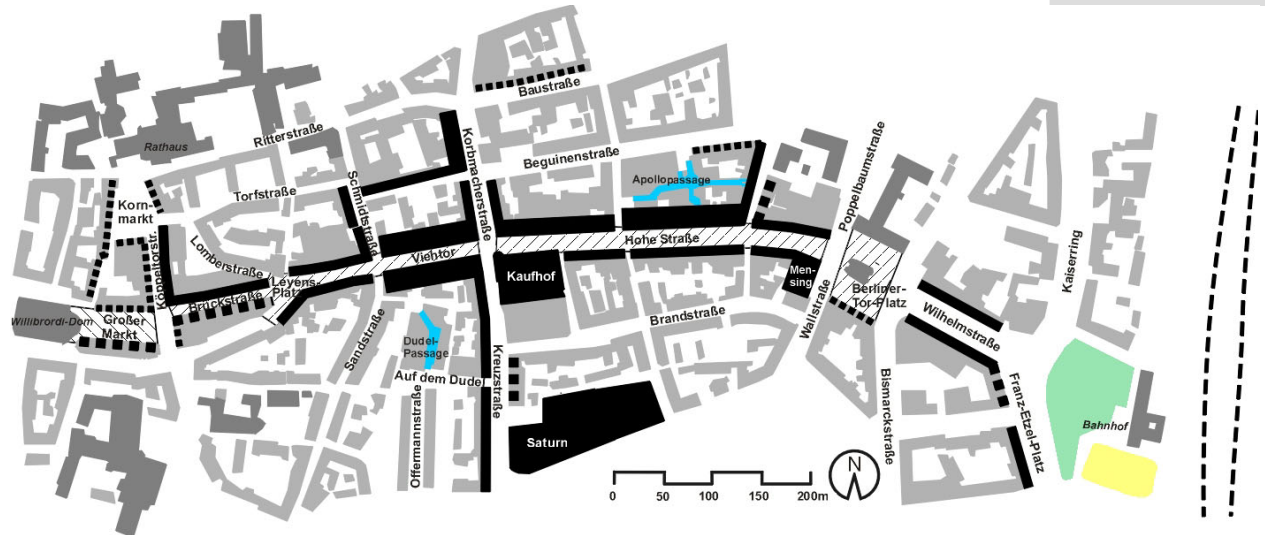 Baustraße
Ritterstraße
Rathaus
Korbmacherstraße
Beguinenstraße
Poppelbaumstraße
Apollopassage
Schmidtstraße
Torfstraße
Korn-
markt
Köppeltorstr.
Lomberstraße
Hohe Straße
Viehtor
Kaiserring
Leyens-
Platz
Kaufhof
Men-
sing
Berliner-
Tor-Platz
Brückstraße
Willibrordi-Dom
Großer
Markt
Wilhelmstraße
Wallstraße
Brandstraße
Sandstraße
Dudel-
Passage
Kreuzstraße
Auf dem Dudel
Offermannstraße
Bismarckstraße
Franz-Etzel-Platz
Bahnhof
Saturn
N
0 50 100 150 200m